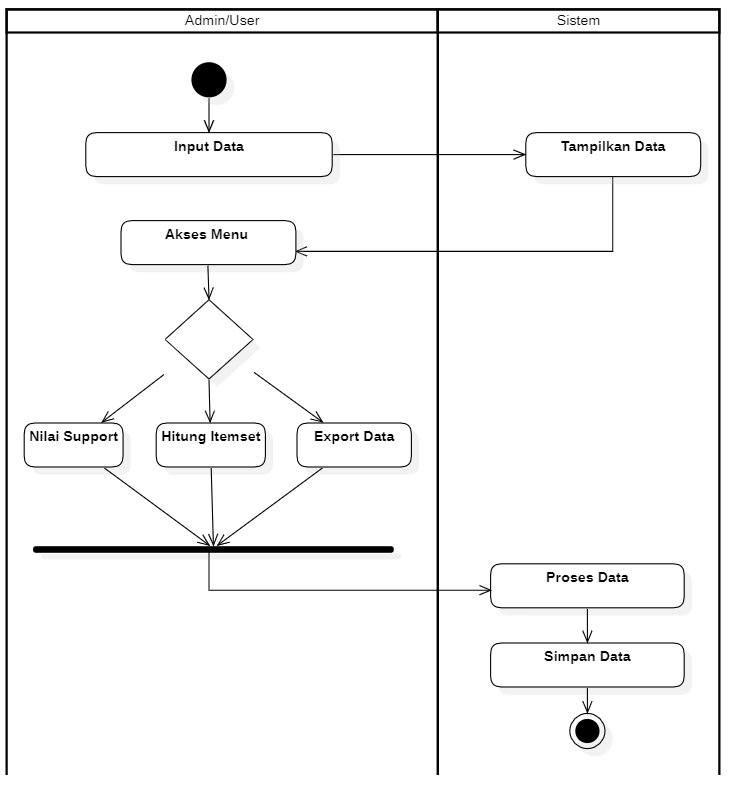 Admin/User
Sistem
Input Data
Tampilkan Data
Akses Menu
Nilai Support
Hitung Itemset
Export Data
Proses Data
Simpan Data